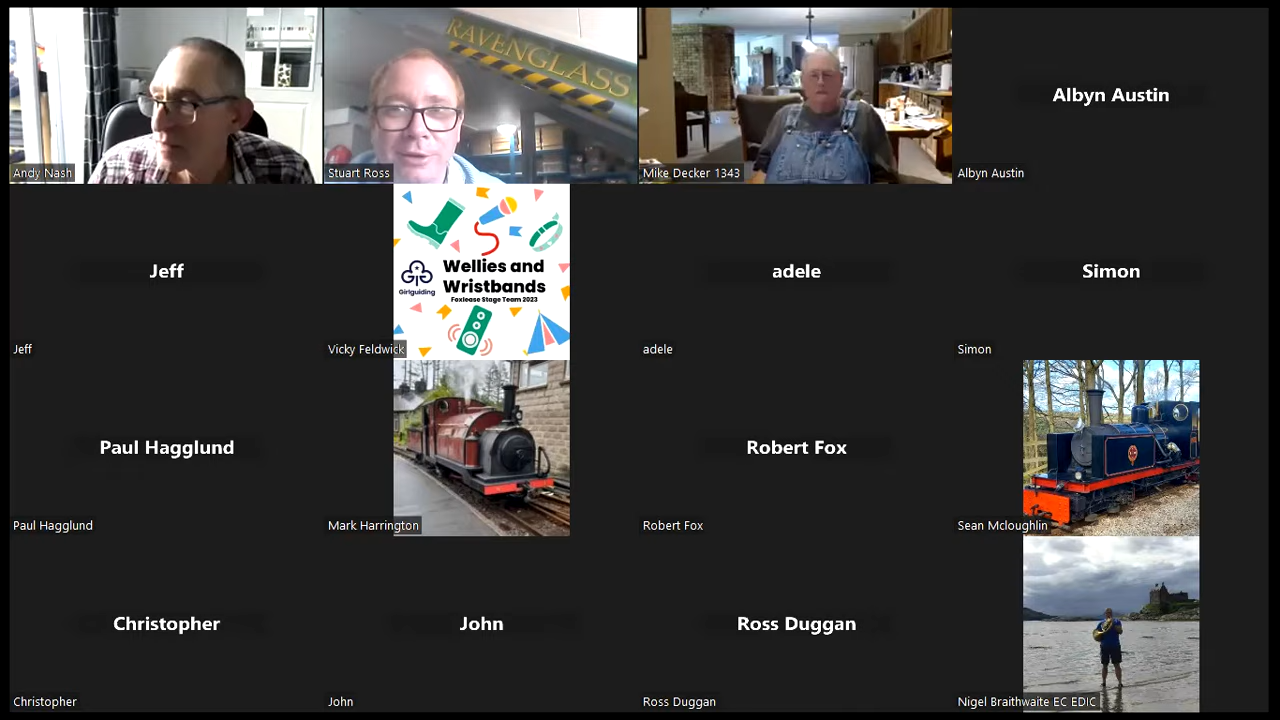 RAVENGLASS
Andy Nash
Stuart Ross
Mike Decker 1343
Albyn Austin
Albyn Austin
Jeff
Jeff
Wellies and
Wristbands
Foxlease Stage Team 2023
Girlguiding
Vicky Feldwick
adele
adele
Simon
Simon
Paul Hagglund
Paul Hagglund
Mark Harrington
Robert Fox
Robert Fox
Sean Mcloughlin
Christopher
Christopher
John
John
Ross Duggan
Ross Duggan
Nigel Braithwaite EC EDIC